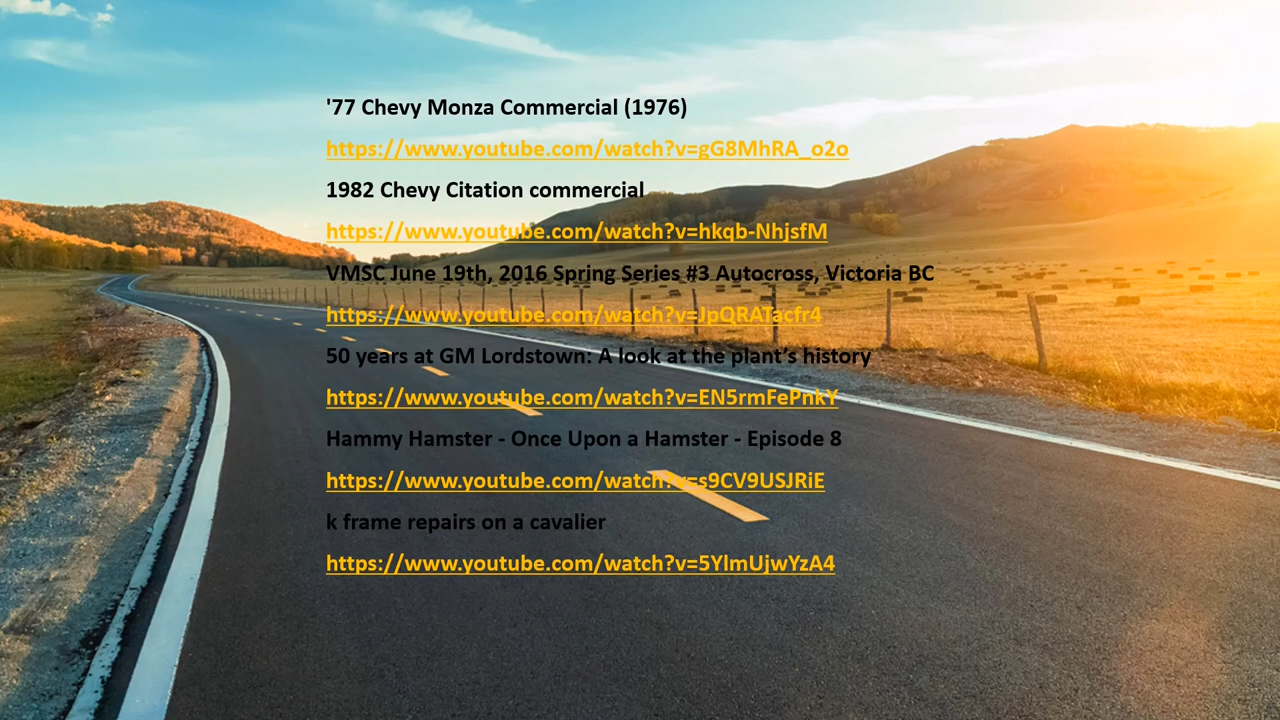 '77 Chevy Monza Commercial (1976)
https://www.youtube.com/watch?v=gG8MhRA_o2o
1982 Chevy Citation commercial
https://www.youtube.com/watch?v=hkqb-NhjsfM
VMSC June 19th, 2016 Spring Series #3 Autocross, Victoria BC
https://www.youtube.com/watch?v=JpQRATacfr4
50 years at GM Lordstown: A look at the plant’s history
https://www.youtube.com/watch?v=EN5rmFePnkY
Hammy Hamster - Once Upon a Hamster - Episode 8
https://www.youtube.com/watch?v=s9CV9USJRiE
k frame repairs on a cavalier
https://www.youtube.com/watch?v=5YlmUjwYzA4